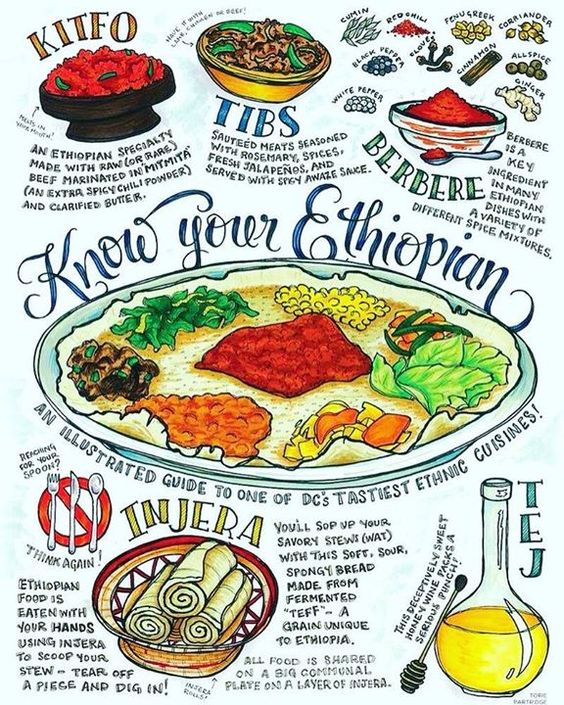 KITFO
MELTS IN
YOUR MOUTH!
AN ETHIOPIAN SPECIALTY
MADE WITH RAW (OR RARE)
BEEF MARINATED IN "MITMITA"
(AN EXTRA SPICY CHILI POWDER)
AND CLARIFIED BUTTER.
HAVE IT WITH
LAMB, CHICKEN OR BEEF!
TIBS
SAUTEÉD MEATS SEASONED
WITH ROSEMARY, SPICES,
FRESH JALAPEÑOS, AND
SERVED WITH SPICY AWAZE SAUCE.
CUMIN
RED CHILI
FENUGREEK
CORRIANDER
BLACK PEPPER
CLOVES
CINNAMON
ALLSPICE
GINGER
WHITE PEPPER
BERBERE
BERBERE
IS A
KEY
INGREDIENT
IN MANY
ETHIOPIAN
DISHES WITH
A VARIETY OF
DIFFERENT SPICE MIXTURES.
Know your Ethiopian
AN ILLUSTRATED GUIDE TO ONE OF DC'S TASTIEST ETHNIC CUISINES!
REACHING
FOR YOUR
SPOON?
THINK AGAIN!
ETHIOPIAN
FOOD IS
EATEN WITH
YOUR HANDS
USING INJERA
TO SCOOP YOUR
STEW - TEAR OFF
A PIECE AND DIG IN!
INJERA
INJERA
ROLLS!
YOU'LL SOP UP YOUR
SAVORY STEWS (WAT)
WITH THIS SOFT, SOUR,
SPONGY BREAD
MADE FROM
FERMENTED
"TEFF" - A
GRAIN UNIQUE
TO ETHIOPIA.
ALL FOOD IS SHARED
ON A BIG COMMUNAL
PLATE ON A LAYER OF INJERA.
TEJ
THIS DECEPTIVELY SWEET
HONEY WINE PACKS A
SERIOUS PUNCH!
TORIE
PARTRIDGE